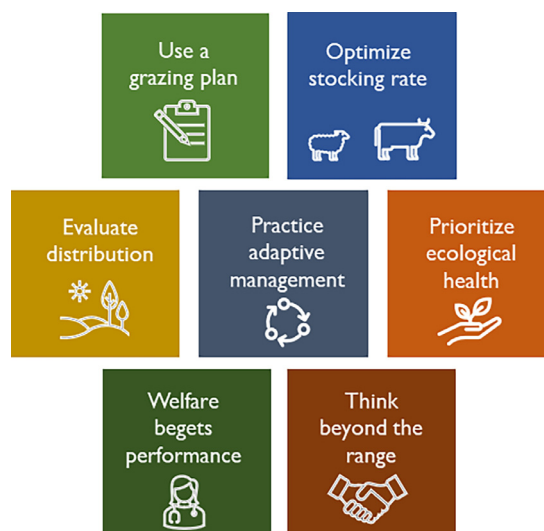 Use a
grazing plan
Optimize
stocking rate
Evaluate
distribution
Practice
adaptive
management
Prioritize
ecological
health
Welfare
begets
performance
Think
beyond the
range